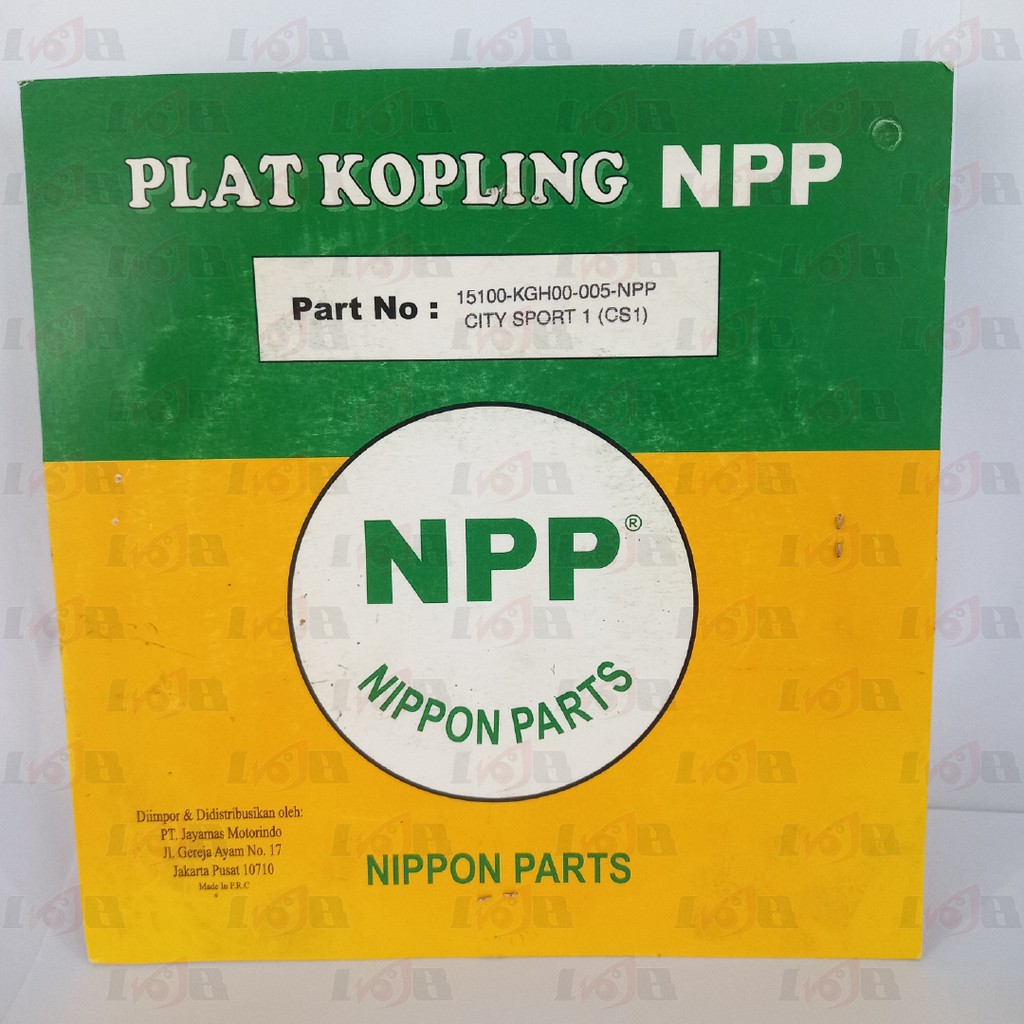 PLAT KOPLING NPP
Part No : 15100-KGH00-005-NPP
CITY SPORT 1 (CS1)
NPP®
NIPPON PARTS
Diimpor & Didistribusikan oleh:
PT. Jayamas Motorindo
Jl. Gereja Ayam No. 17
Jakarta Pusat 10710
Made In P.R.C
NIPPON PARTS